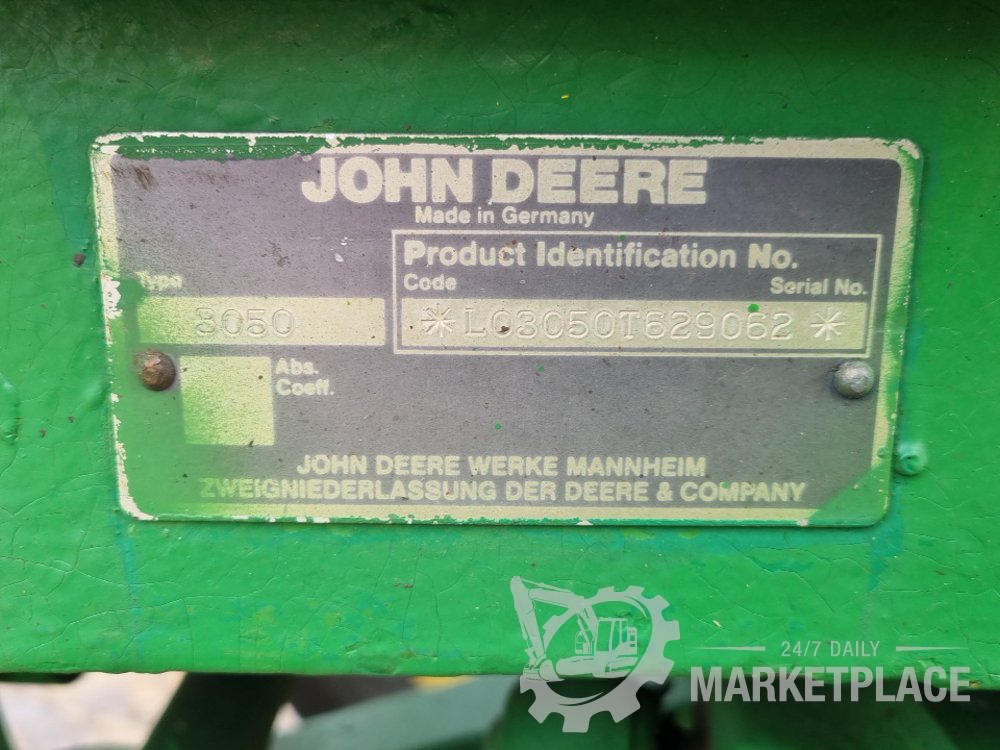 JOHN DEERE
Made in Germany
Product Identification No.
Code Serial No.
Type
3050 *LO3050T629062*
Abs.
Coeff.
JOHN DEERE WERKE MANNHEIM
ZWEIGNIEDERLASSUNG DER DEERE & COMPANY
24/7 DAILY
MARKETPLACE